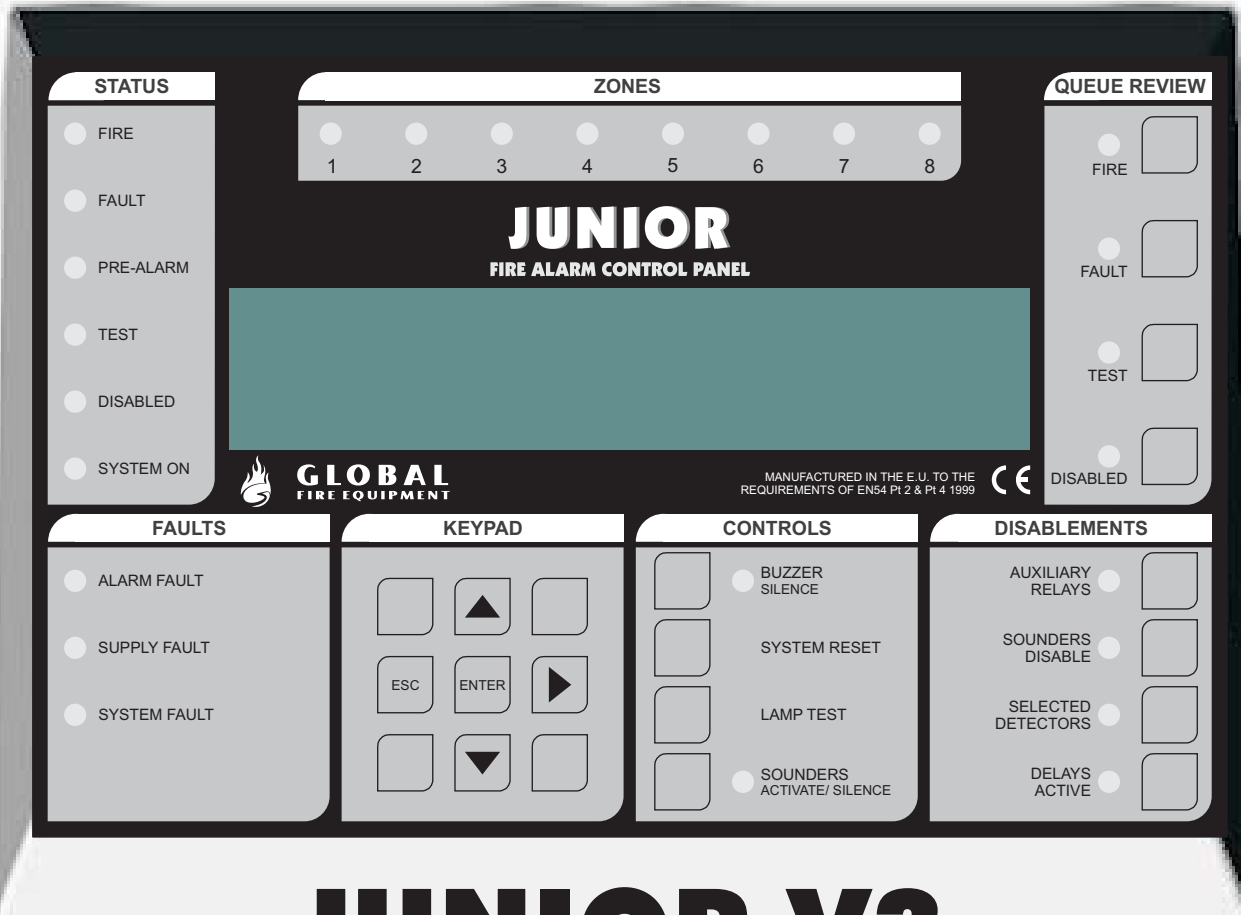 STATUS
FIRE
FAULT
PRE-ALARM
TEST
DISABLED
SYSTEM ON
ZONES
1 2 3 4 5 6 7 8
JUNIOR
FIRE ALARM CONTROL PANEL
GLOBAL
FIRE EQUIPMENT
MANUFACTURED IN THE E.U. TO THE
REQUIREMENTS OF EN54 Pt 2 & Pt 4 1999
CE
QUEUE REVIEW
FIRE
FAULT
TEST
DISABLED
FAULTS
ALARM FAULT
SUPPLY FAULT
SYSTEM FAULT
KEYPAD
ESC
ENTER
CONTROLS
BUZZER
SILENCE
SYSTEM RESET
LAMP TEST
SOUNDERS
ACTIVATE/ SILENCE
DISABLEMENTS
AUXILIARY
RELAYS
SOUNDERS
DISABLE
SELECTED
DETECTORS
DELAYS
ACTIVE
JUNIOR